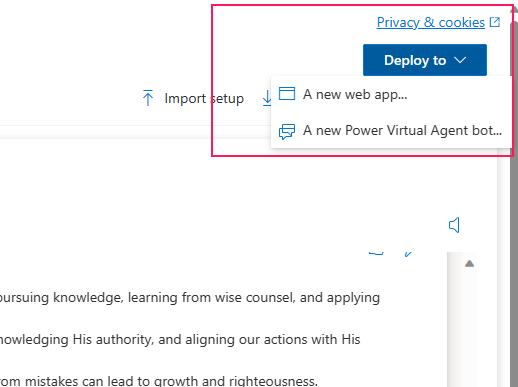 Privacy & cookies
Deploy to
Import setup
A new web app...
A new Power Virtual Agent bot...
pursuing knowledge, learning from wise counsel, and applying
nowledging His authority, and aligning our actions with His
from mistakes can lead to growth and righteousness.